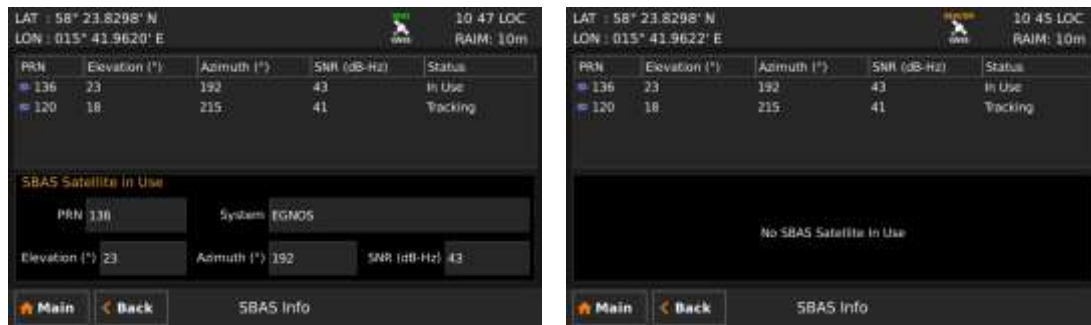 LAT : 58° 23.8298' N
LON : 015° 41.9620' E
GNSS
10 47 LOC
RAIM: 10m
PRN Elevation (°) Azimuth (°) SNR (dB-Hz) Status
136 23 192 43 In Use
120 18 215 41 Tracking
SBAS Satellite In Use
PRN 136 System EGNOS
Elevation (°) 23 Azimuth (°) 192 SNR (dB-Hz) 43
Main Back SBAS Info
LAT : 58° 23.8298' N
LON : 015° 41.9622' E
GNSS
10 45 LOC
RAIM: 10m
PRN Elevation (°) Azimuth (°) SNR (dB-Hz) Status
136 23 192 43 In Use
120 18 215 41 Tracking
No SBAS Satellite In Use
Main Back SBAS Info